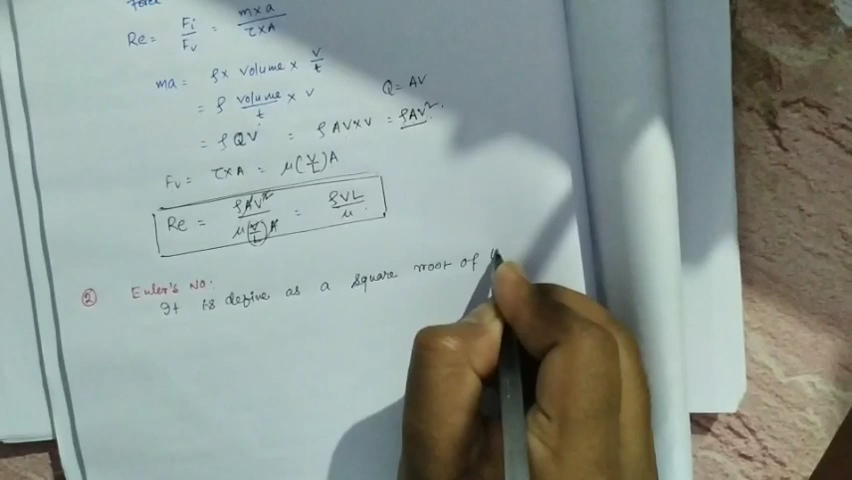 force
Re = Fi/Fv = m×a/τ×A
ma = ρ× volume × v/t
= ρ volume/t × v
Q = AV
= ρQV = ρAV×V = ρAV².
Fv = τ×A = μ(V/L)A
Re = ρAV²/μ(V/L)A = ρVL/μ.
② Euler's No:
It is define as a square root of